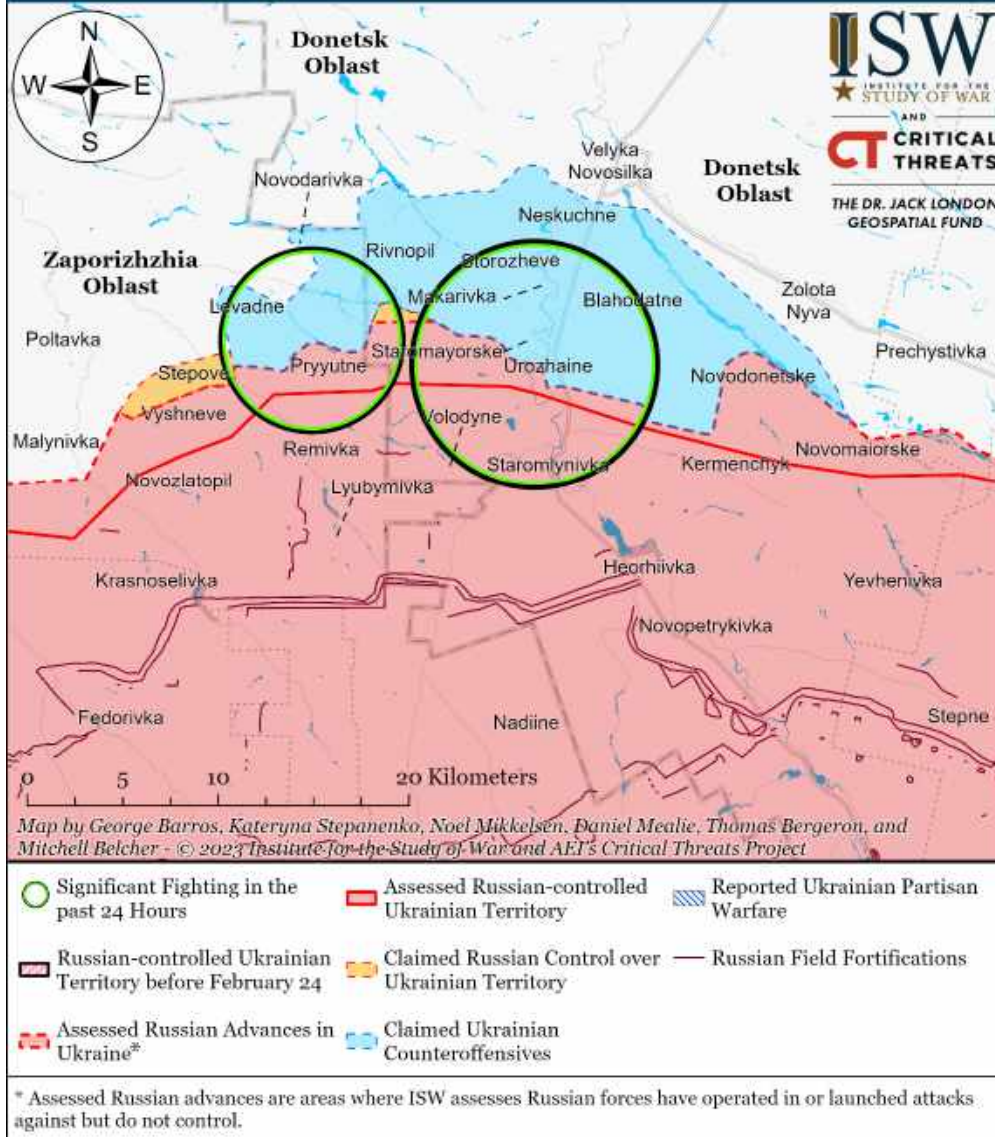 N
W
E
S
Donetsk
Oblast
ISW
INSTITUTE FOR THE
STUDY OF WAR
AND
CT CRITICAL
THREATS
THE DR. JACK LONDON
GEOSPATIAL FUND
Velyka
Novosilka
Donetsk
Oblast
Novodarivka
Neskuchne
Rivnopil
Storozheve
Zaporizhzhia
Oblast
Levadne
Makarivka
Blahodatne
Zolota
Nyva
Poltavka
Staromayorske
Prechystivka
Stepove
Pryyutne
Urozhaine
Novodonetske
Vyshneve
Volodyne
Malynivka
Remivka
Novomaiorske
Staromlynivka
Kermenchyk
Novozlatopil
Lyubymivka
Krasnoselivka
Heorhiivka
Yevhenivka
Novopetrykivka
Fedorivka
Nadiine
Stepne
0 5 10 20 Kilometers
Map by George Barros, Kateryna Stepanenko, Noel Mikkelsen, Daniel Mealie, Thomas Bergeron, and
Mitchell Belcher - © 2023 Institute for the Study of War and AEI's Critical Threats Project
Significant Fighting in the
past 24 Hours
Russian-controlled Ukrainian
Territory before February 24
Assessed Russian Advances in
Ukraine*
Assessed Russian-controlled
Ukrainian Territory
Claimed Russian Control over
Ukrainian Territory
Claimed Ukrainian
Counteroffensives
Reported Ukrainian Partisan
Warfare
Russian Field Fortifications
* Assessed Russian advances are areas where ISW assesses Russian forces have operated in or launched attacks
against but do not control.